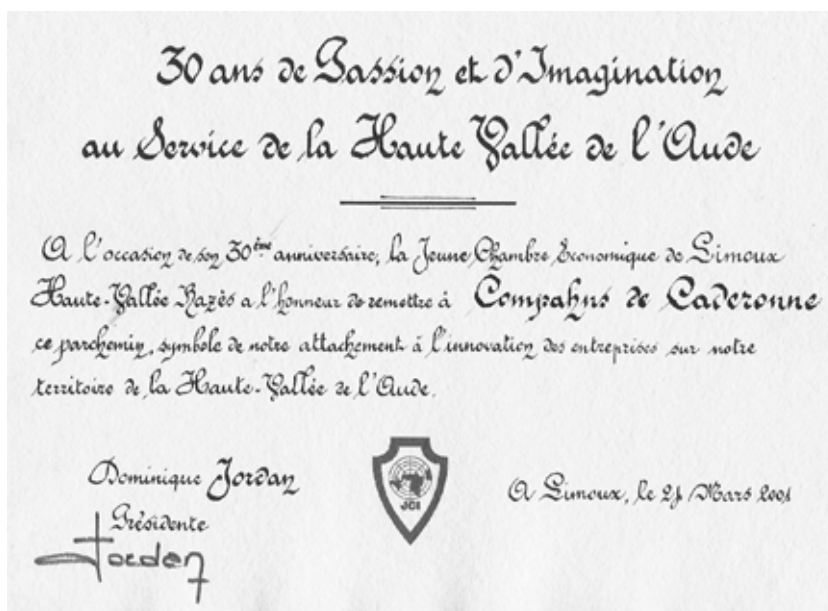 30 ans de Passion et d'Imagination
au Service de la Haute Vallée de l'Aude
A l'occasion de son 30ème anniversaire, la Jeune Chambre Economique de Limoux
Haute-Vallée Razès a l'honneur de remettre à Compahns de Caderonne
ce parchemin, symbole de notre attachement à l'innovation des entreprises sur notre
territoire de la Haute-Vallée de l'Aude.
Dominique Jordan
Présidente
Jordan
JCI
A Limoux, le 21 Mars 2001